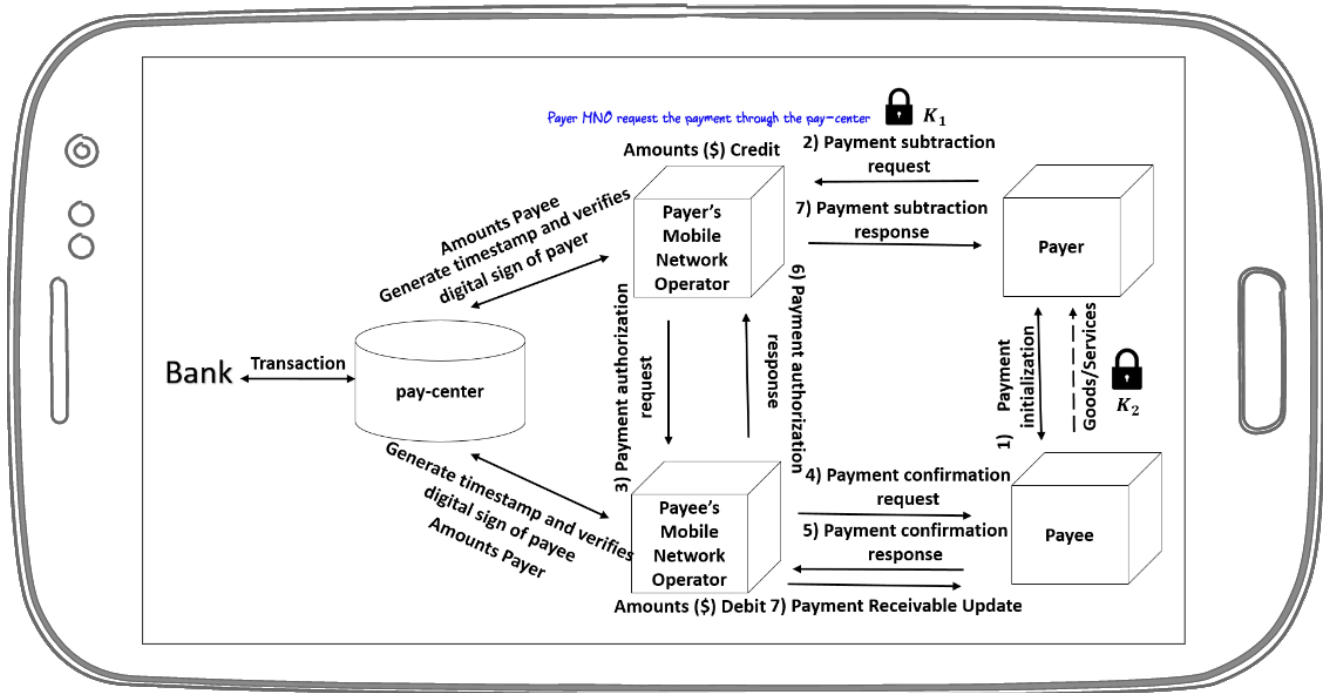 Payer MNO request the payment through the pay-center
K₁
Amounts ($) Credit
2) Payment subtraction
request
Payer's
Mobile
Network
Operator
7) Payment subtraction
response
Payer
Amounts Payee
Generate timestamp and verifies
digital sign of payer
Bank
Transaction
pay-center
3) Payment authorization
request
6) Payment authorization
response
1) Payment
initialization
Goods/Services
K₂
Generate timestamp and verifies
digital sign of payee
Amounts Payer
Payee's
Mobile
Network
Operator
4) Payment confirmation
request
5) Payment confirmation
response
Payee
Amounts ($) Debit
7) Payment Receivable Update